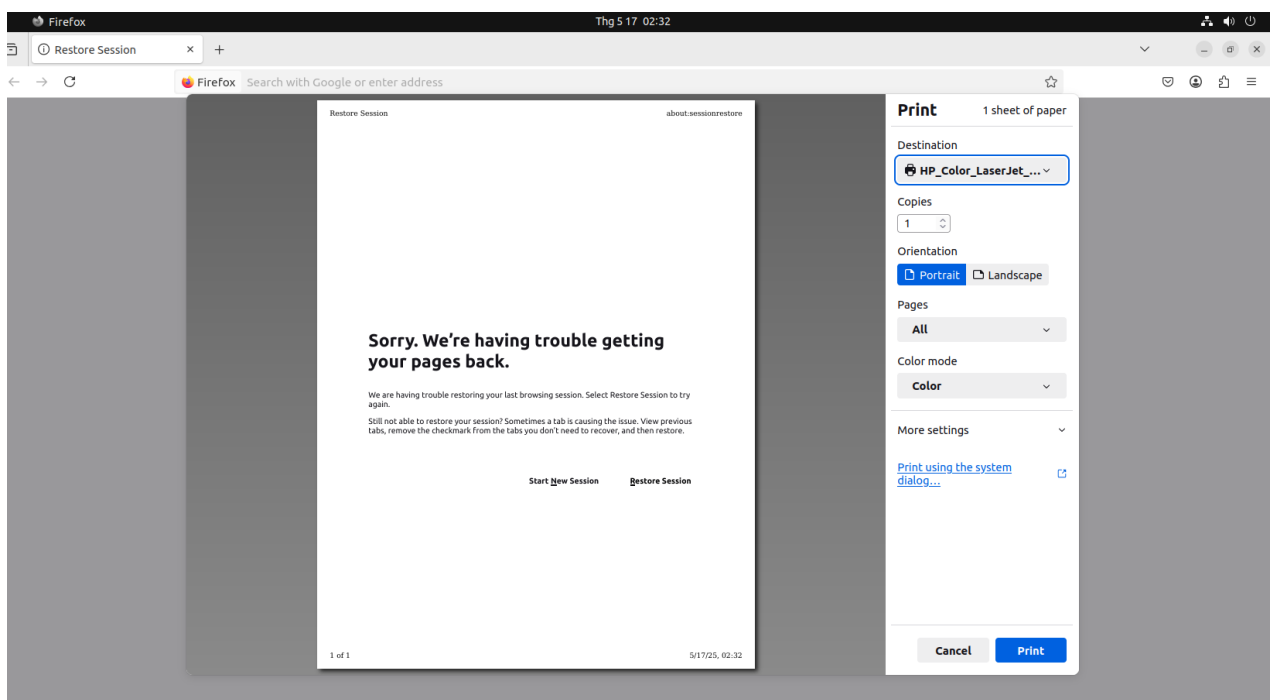 Firefox
Thg 5 17 02:32
Restore Session
Firefox Search with Google or enter address
Restore Session about:sessionrestore
Sorry. We're having trouble getting
your pages back.
We are having trouble restoring your last browsing session. Select Restore Session to try
again.
Still not able to restore your session? Sometimes a tab is causing the issue. View previous
tabs, remove the checkmark from the tabs you don't need to recover, and then restore.
Start New Session Restore Session
1 of 1 5/17/25, 02:32
Print 1 sheet of paper
Destination
HP_Color_LaserJet_...
Copies
1
Orientation
Portrait Landscape
Pages
All
Color mode
Color
More settings
Print using the system
dialog...
Cancel Print